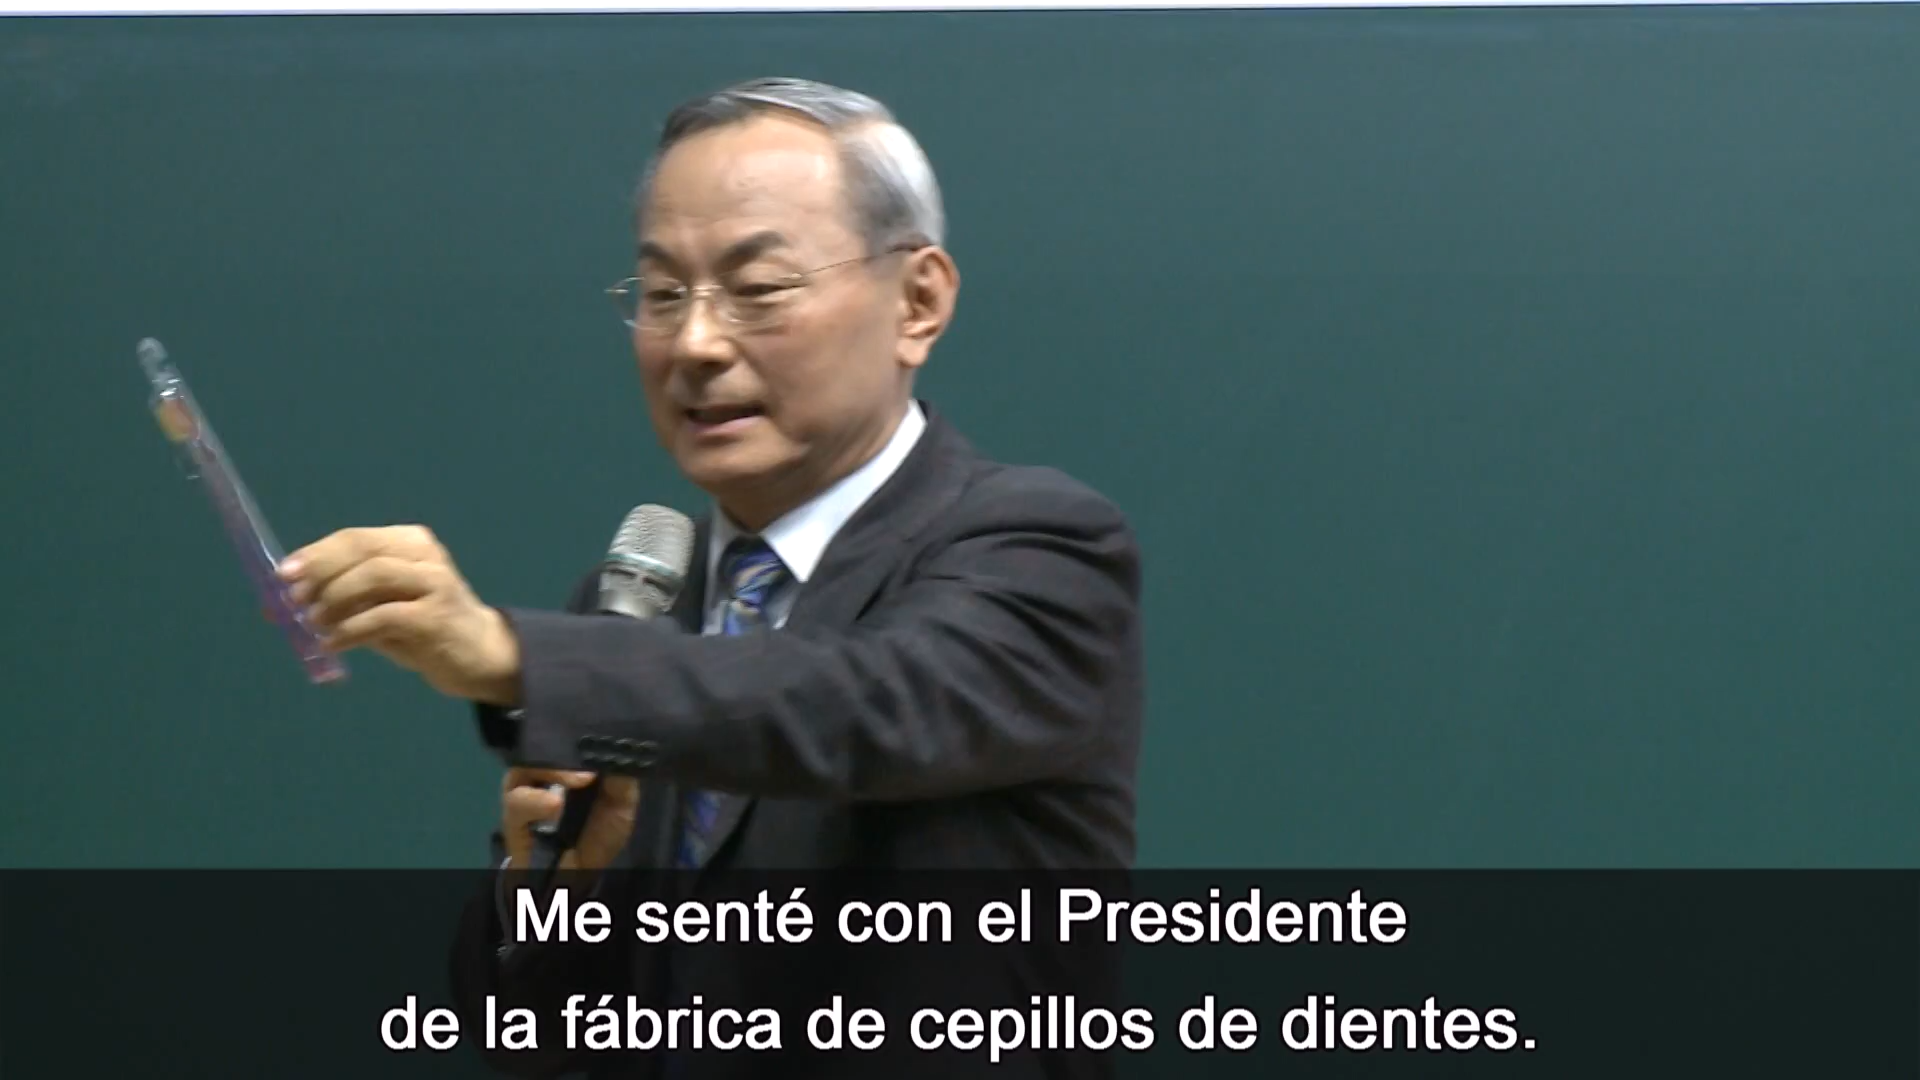 Me senté con el Presidente
de la fábrica de cepillos de dientes.